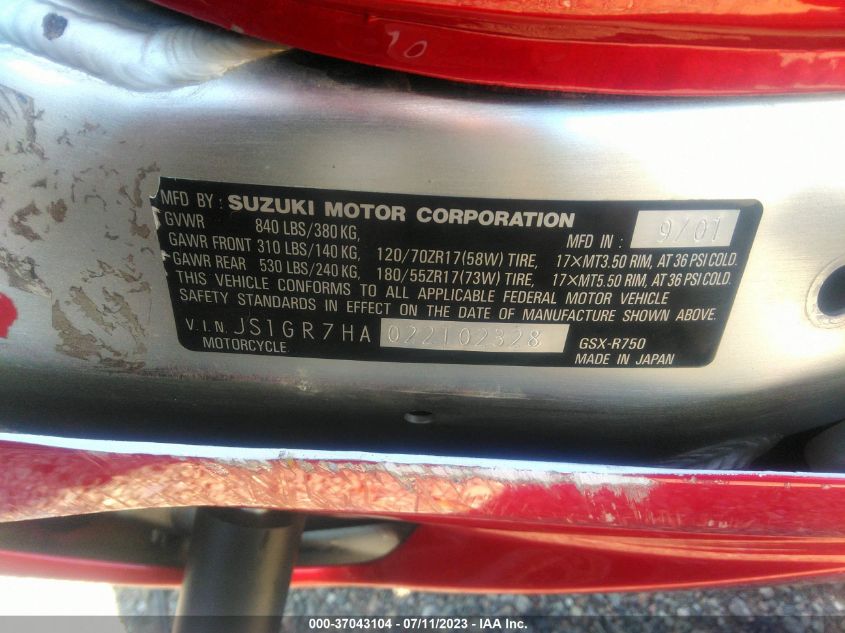 10
MFD BY : SUZUKI MOTOR CORPORATION
GVWR 840 LBS/380 KG, MFD IN : 9/01
GAWR FRONT 310 LBS/140 KG, 120/70ZR17(58W) TIRE, 17×MT3.50 RIM, AT 36 PSI COLD.
GAWR REAR 530 LBS/240 KG, 180/55ZR17(73W) TIRE, 17×MT5.50 RIM, AT 36 PSI COLD.
THIS VEHICLE CONFORMS TO ALL APPLICABLE FEDERAL MOTOR VEHICLE
SAFETY STANDARDS IN EFFECT ON THE DATE OF MANUFACTURE SHOWN ABOVE.
V.I.N. JS1GR7HA 022102328 GSX-R750
MOTORCYCLE MADE IN JAPAN
000-37043104 - 07/11/2023 - IAA Inc.